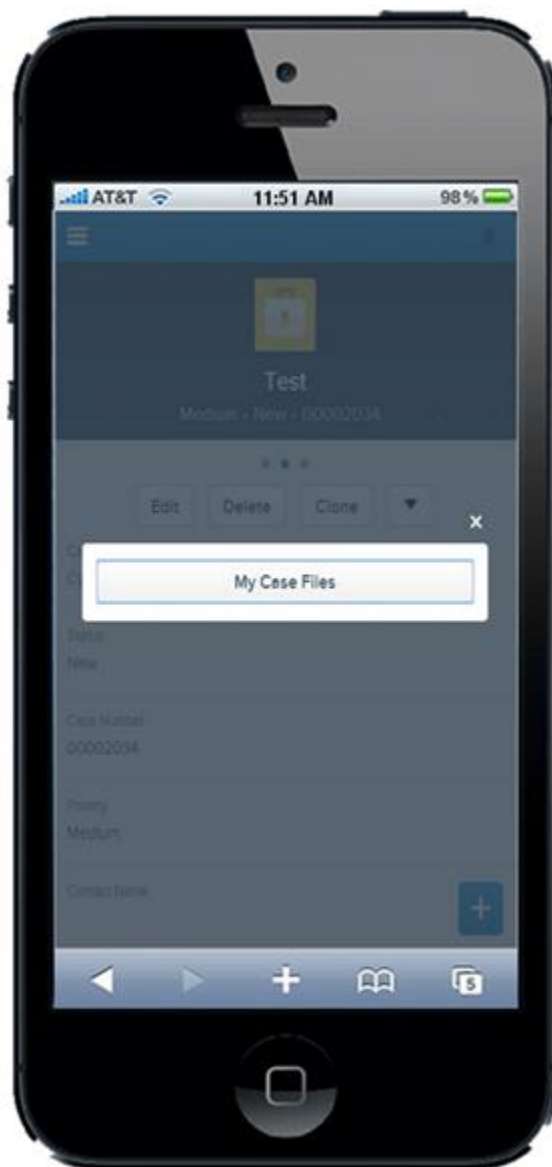 AT&T 11:51 AM 98%
Test
Medium • New • 00002034
Edit Delete Clone
x
My Case Files
Status
New
Case Number
00002034
Priority
Medium
Contact Name
+
5